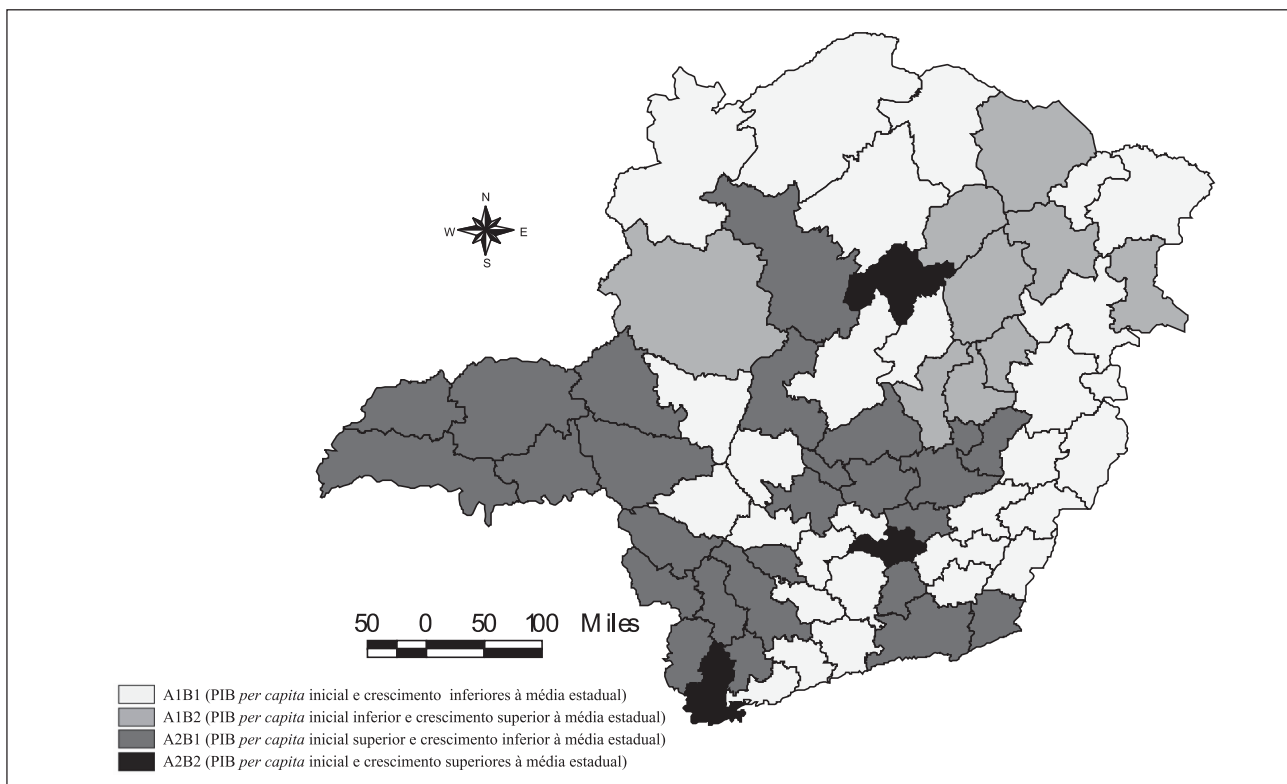 N
W E
S
50 0 50 100 Miles
A1B1 (PIB per capita inicial e crescimento inferiores à média estadual)
A1B2 (PIB per capita inicial inferior e crescimento superior à média estadual)
A2B1 (PIB per capita inicial superior e crescimento inferior à média estadual)
A2B2 (PIB per capita inicial e crescimento superiores à média estadual)